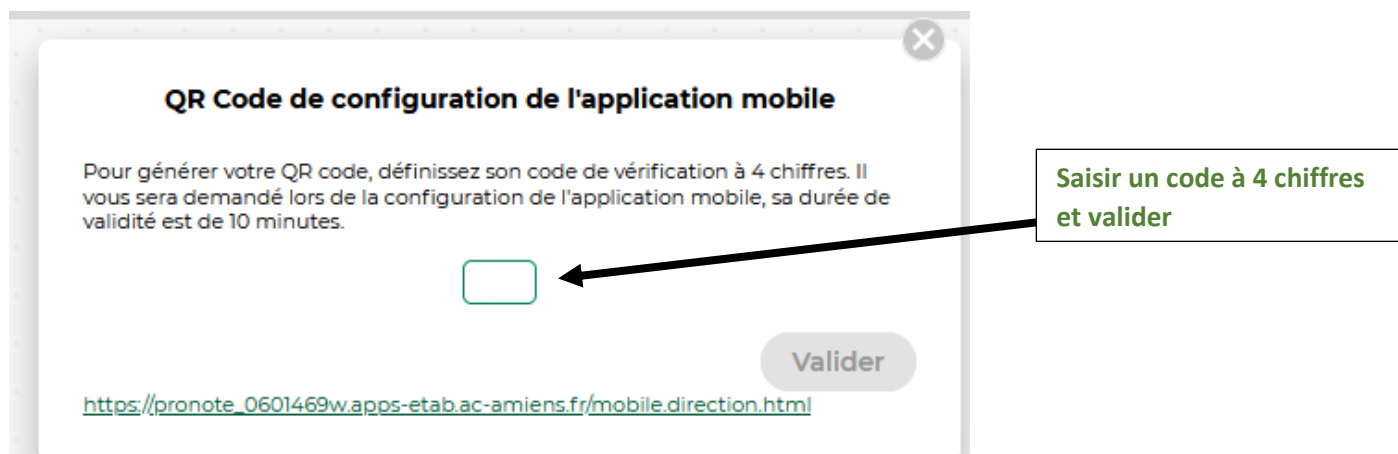 QR Code de configuration de l'application mobile
Pour générer votre QR code, définissez son code de vérification à 4 chiffres. Il
vous sera demandé lors de la configuration de l'application mobile, sa durée de
validité est de 10 minutes.
Saisir un code à 4 chiffres
et valider
Valider
https://pronote_0601469w.apps-etab.ac-amiens.fr/mobile.direction.html